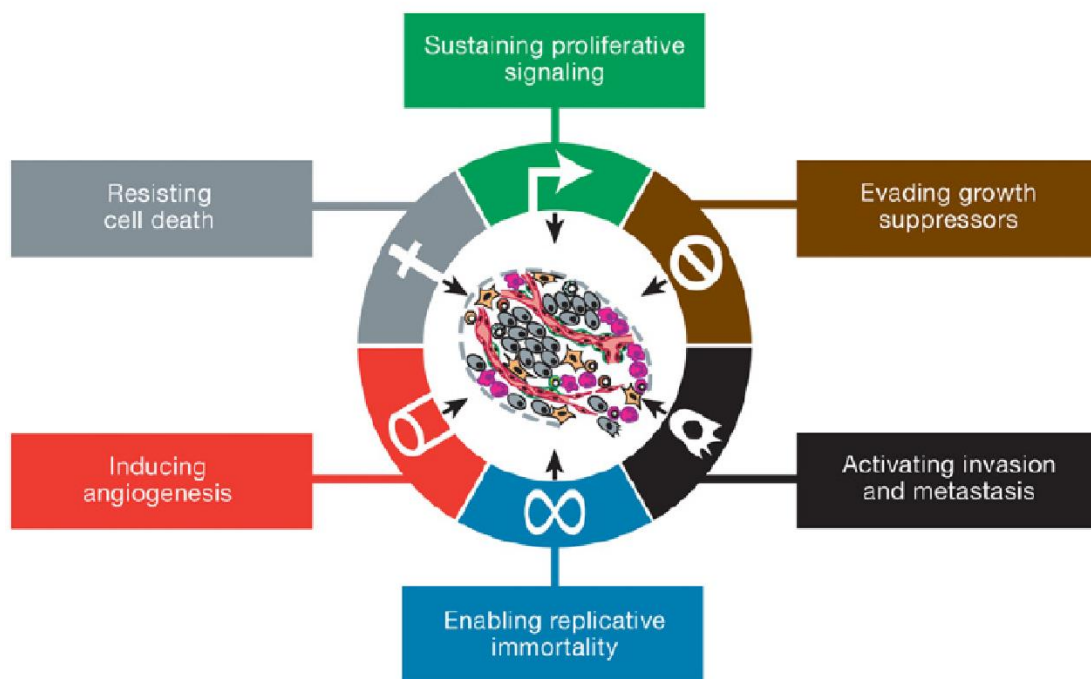 Sustaining proliferative
signaling
Resisting
cell death
Evading growth
suppressors
Inducing
angiogenesis
Activating invasion
and metastasis
Enabling replicative
immortality